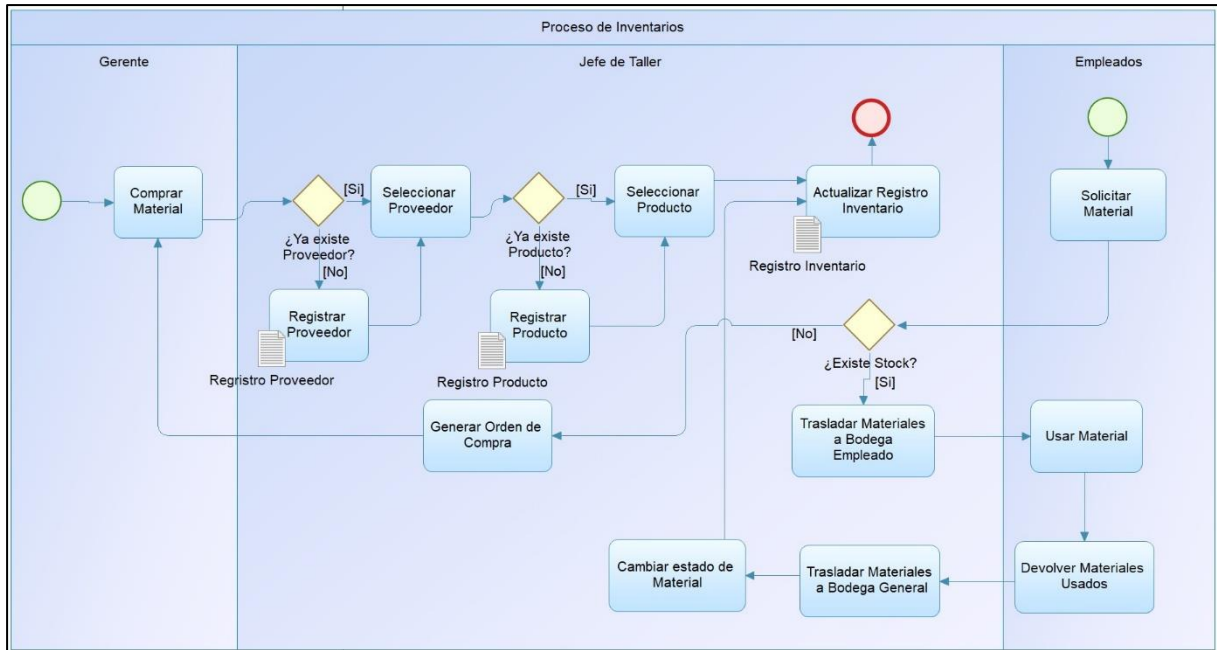 Proceso de Inventarios
Gerente
Jefe de Taller
Empleados
Comprar
Material
[Si]
Seleccionar
Proveedor
[Si]
Seleccionar
Producto
Actualizar Registro
Inventario
Solicitar
Material
¿Ya existe
Proveedor?
[No]
¿Ya existe
Producto?
[No]
Registro Inventario
Registrar
Proveedor
Regristro Proveedor
Registrar
Producto
Registro Producto
[No]
¿Existe Stock?
[Si]
Generar Orden de
Compra
Trasladar Materiales
a Bodega
Empleado
Usar Material
Cambiar estado de
Material
Trasladar Materiales
a Bodega General
Devolver Materiales
Usados